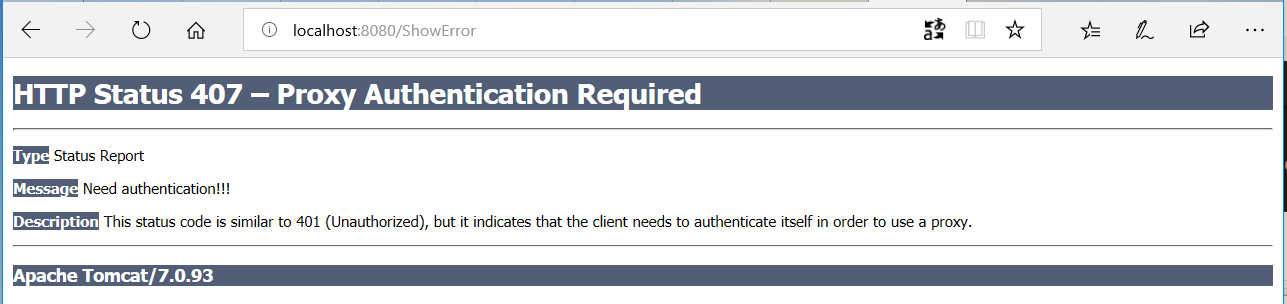 localhost:8080/ShowError
HTTP Status 407 – Proxy Authentication Required
Type Status Report
Message Need authentication!!!
Description This status code is similar to 401 (Unauthorized), but it indicates that the client needs to authenticate itself in order to use a proxy.
Apache Tomcat/7.0.93